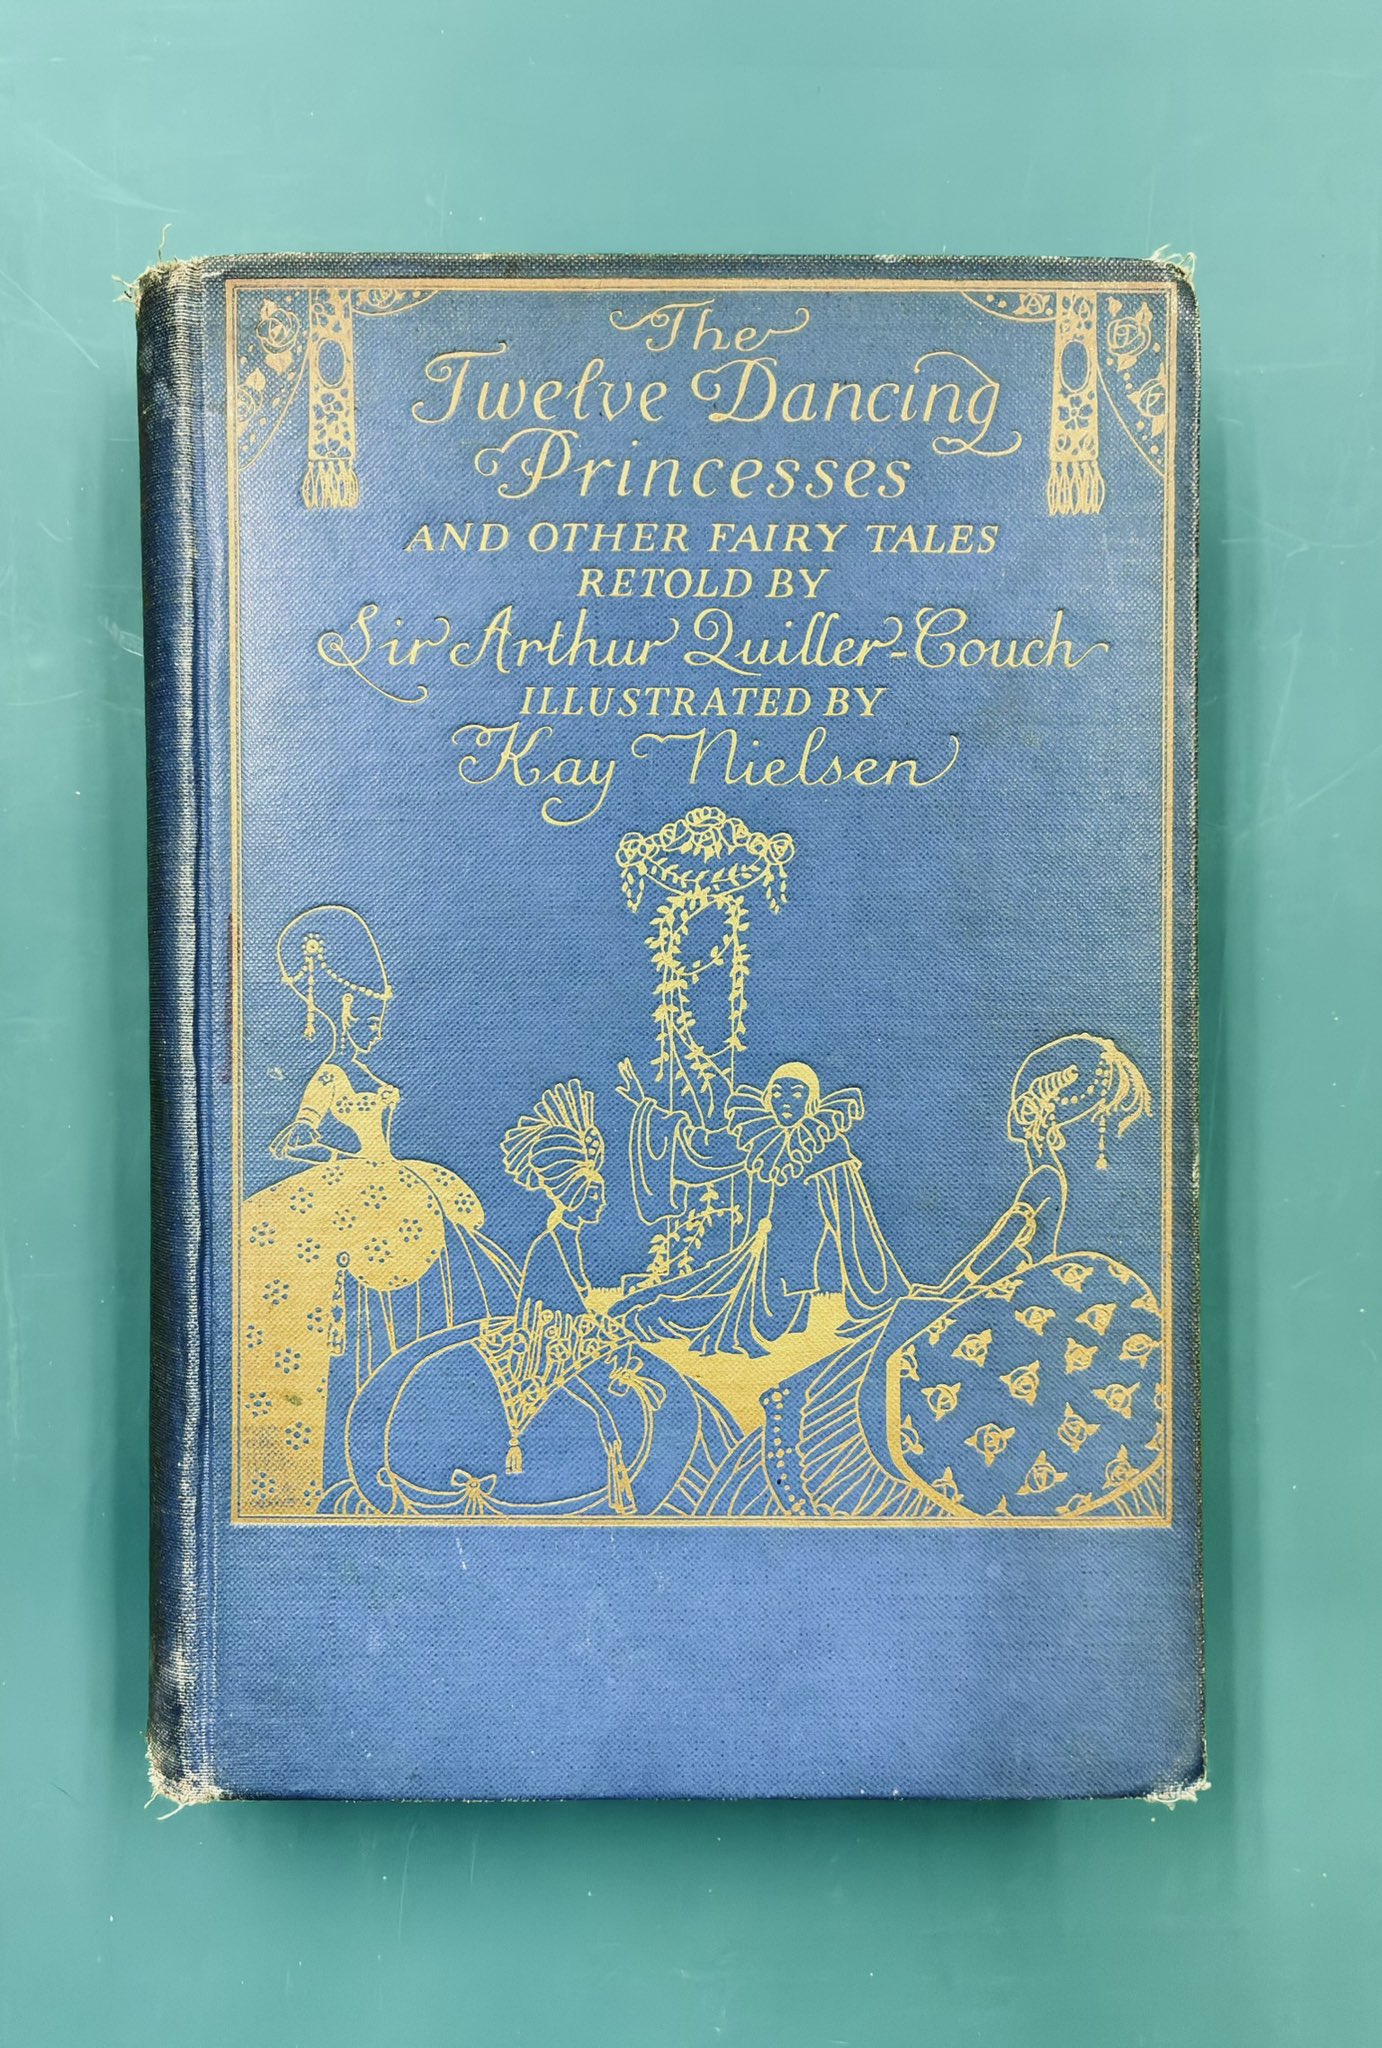 The
Twelve Dancing
Princesses
AND OTHER FAIRY TALES
RETOLD BY
Sir Arthur Quiller-Couch
ILLUSTRATED BY
Kay Nielsen